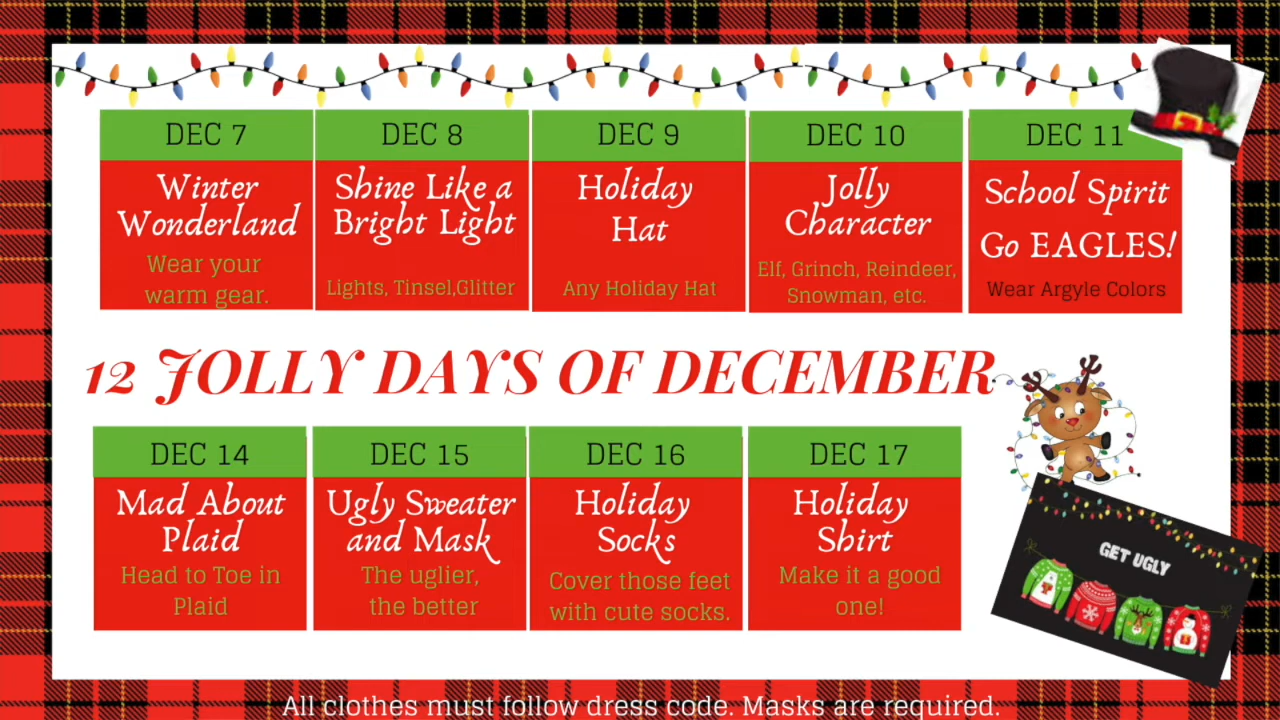 DEC 7
Winter
Wonderland
Wear your
warm gear.
DEC 8
Shine Like a
Bright Light
Lights, Tinsel,Glitter
DEC 9
Holiday
Hat
Any Holiday Hat
DEC 10
Jolly
Character
Elf, Grinch, Reindeer,
Snowman, etc.
DEC 11
School Spirit
Go EAGLES!
Wear Argyle Colors
12 JOLLY DAYS OF DECEMBER
DEC 14
Mad About
Plaid
Head to Toe in
Plaid
DEC 15
Ugly Sweater
and Mask
The uglier,
the better
DEC 16
Holiday
Socks
Cover those feet
with cute socks.
DEC 17
Holiday
Shirt
Make it a good
one!
GET UGLY
All clothes must follow dress code. Masks are required.